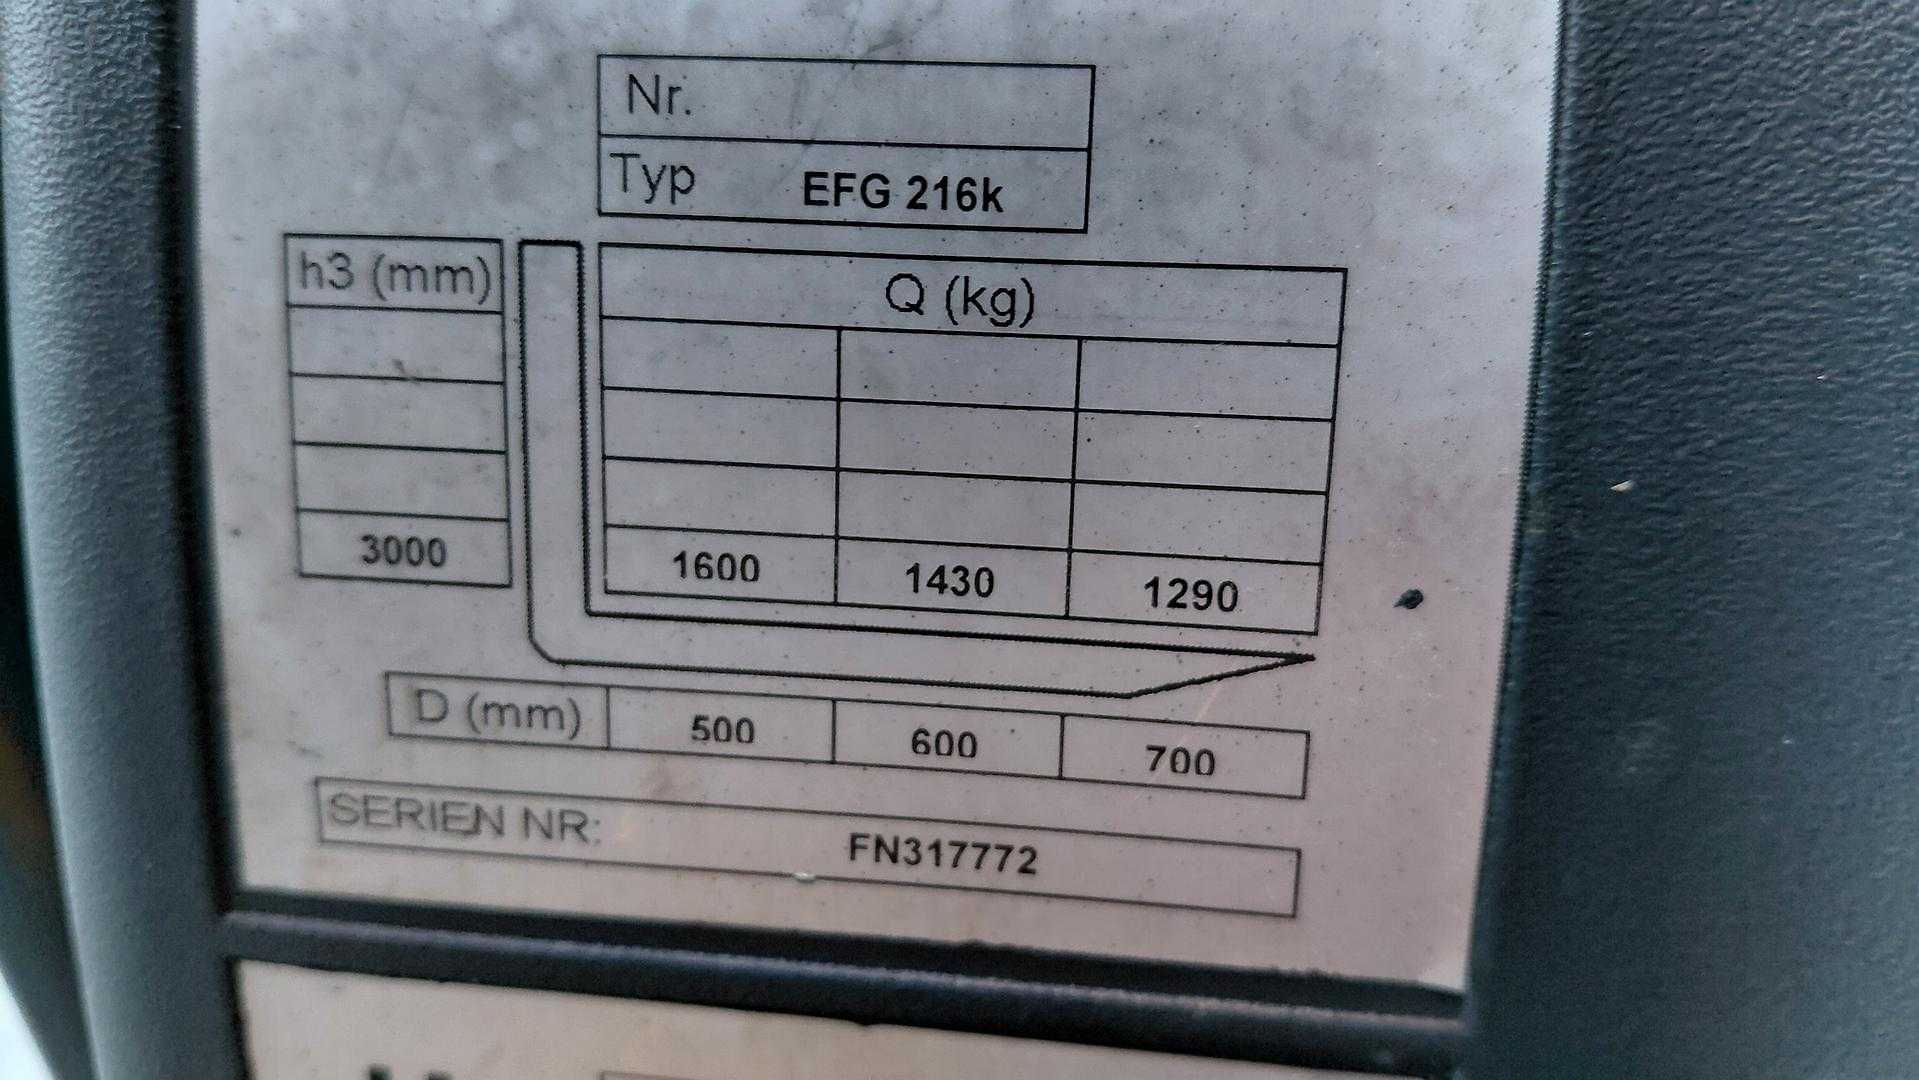 Nr.
Typ EFG 216k
h3 (mm) Q (kg)
3000 1600 1430 1290
D (mm) 500 600 700
SERIEN NR: FN317772